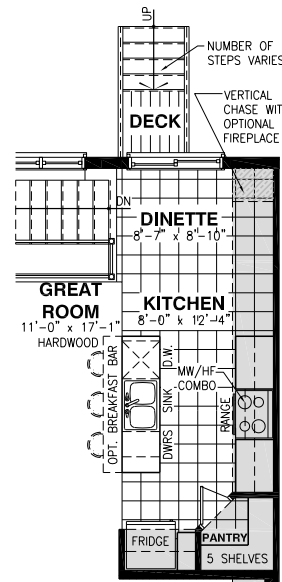 UP
NUMBER OF
STEPS VARIES
DECK
VERTICAL
CHASE WIT
OPTIONAL
FIREPLACE
DN
DINETTE
8'-7" x 8'-10"
GREAT
ROOM
11'-0" x 17'-1"
HARDWOOD
KITCHEN
8'-0" x 12'-4"
OPT. BREAKFAST BAR
D.W.
SINK
DWRS
MW/HF
COMBO
RANGE
FRIDGE
PANTRY
5 SHELVES